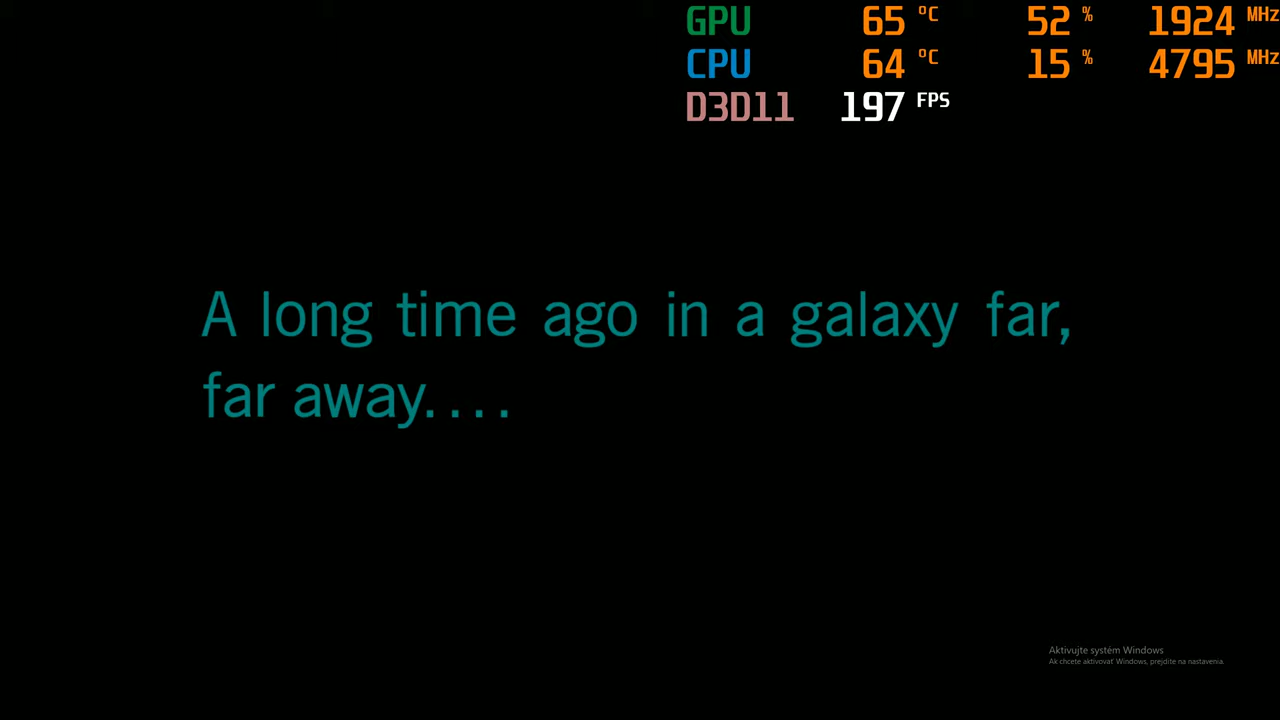 GPU 65 °C 52 % 1924 MHz
CPU 64 °C 15 % 4795 MHz
D3D11 197 FPS
A long time ago in a galaxy far,
far away....
Aktivujte systém Windows
Ak chcete aktivovať Windows, prejdite na nastavenia.